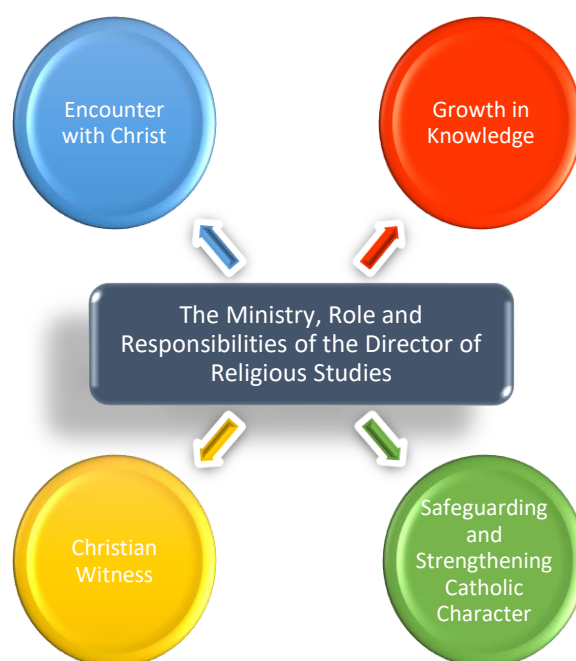 Encounter
with Christ
Growth in
Knowledge
The Ministry, Role and
Responsibilities of the Director of
Religious Studies
Christian
Witness
Safeguarding
and
Strengthening
Catholic
Character